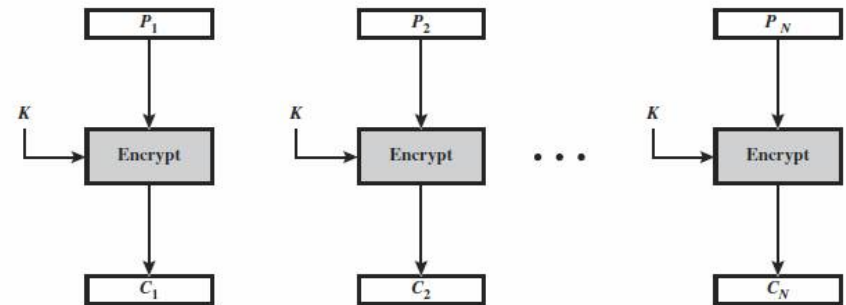 P1 P2 PN
K K K
Encrypt Encrypt • • • Encrypt
C1 C2 CN